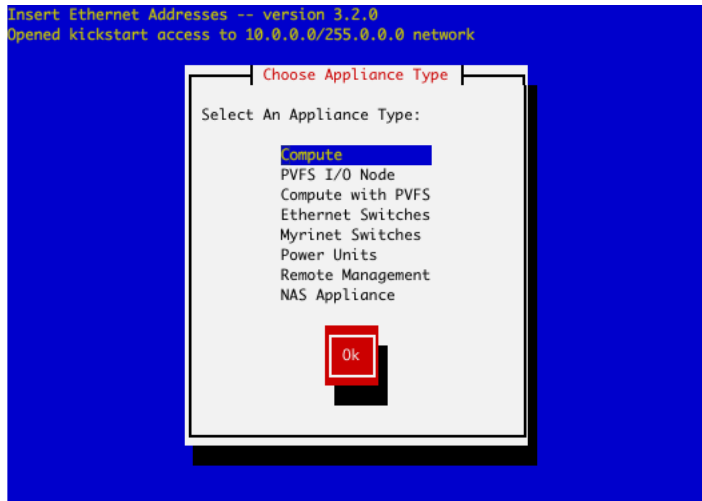 Insert Ethernet Addresses -- version 3.2.0
Opened kickstart access to 10.0.0.0/255.0.0.0 network
Choose Appliance Type
Select An Appliance Type:
Compute
PVFS I/O Node
Compute with PVFS
Ethernet Switches
Myrinet Switches
Power Units
Remote Management
NAS Appliance
Ok